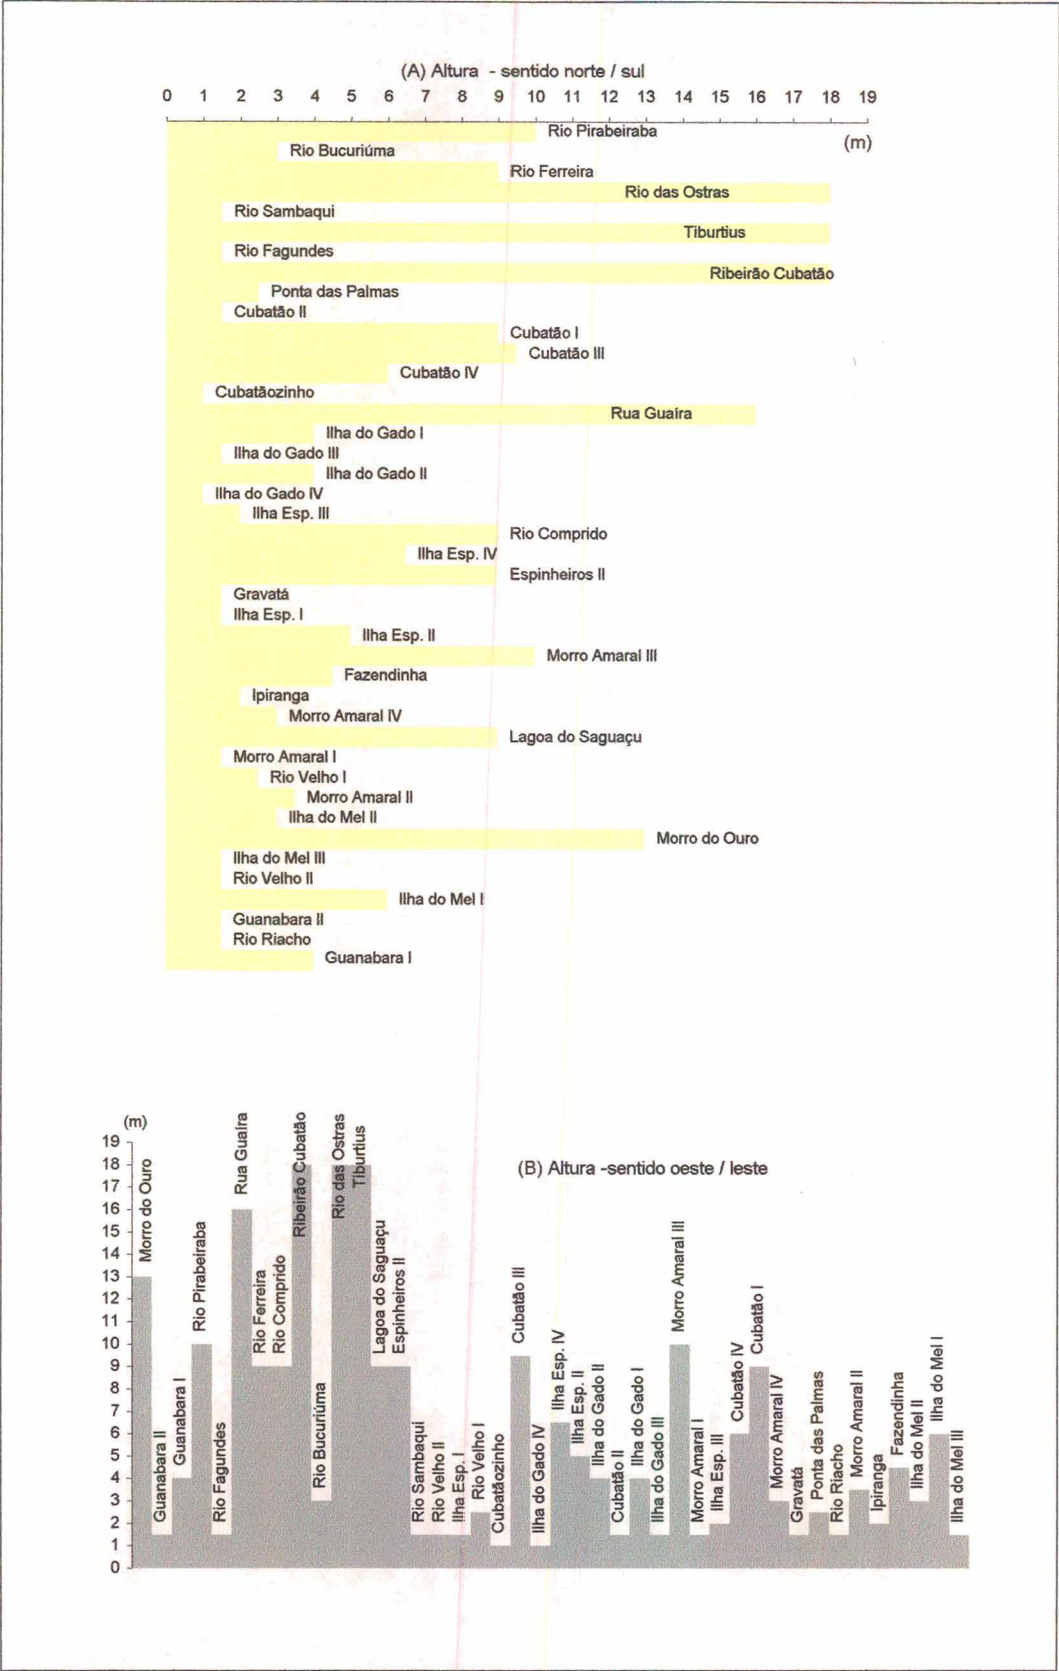 (A) Altura - sentido norte / sul
0 1 2 3 4 5 6 7 8 9 10 11 12 13 14 15 16 17 18 19
(m)
Rio Pirabeiraba
Rio Bucuriúma
Rio Ferreira
Rio das Ostras
Rio Sambaqui
Tiburtius
Rio Fagundes
Ribeirão Cubatão
Ponta das Palmas
Cubatão II
Cubatão I
Cubatão III
Cubatão IV
Cubatãozinho
Rua Guaíra
Ilha do Gado I
Ilha do Gado III
Ilha do Gado II
Ilha do Gado IV
Ilha Esp. III
Rio Comprido
Ilha Esp. IV
Espinheiros II
Gravatá
Ilha Esp. I
Ilha Esp. II
Morro Amaral III
Fazendinha
Ipiranga
Morro Amaral IV
Lagoa do Saguaçu
Morro Amaral I
Rio Velho I
Morro Amaral II
Ilha do Mel II
Morro do Ouro
Ilha do Mel III
Rio Velho II
Ilha do Mel I
Guanabara II
Rio Riacho
Guanabara I
(m)
(B) Altura -sentido oeste / leste
19
18
17
16
15
14
13
12
11
10
9
8
7
6
5
4
3
2
1
0
Morro do Ouro
Guanabara II
Guanabara I
Rio Pirabeiraba
Rio Fagundes
Rua Guaíra
Rio Ferreira
Rio Comprido
Ribeirão Cubatão
Rio Bucuriúma
Rio das Ostras
Tiburtius
Lagoa do Saguaçu
Espinheiros II
Rio Sambaqui
Rio Velho II
Ilha Esp. I
Rio Velho I
Cubatãozinho
Cubatão III
Ilha do Gado IV
Ilha Esp. IV
Ilha Esp. II
Ilha do Gado II
Cubatão II
Ilha do Gado I
Ilha do Gado III
Morro Amaral III
Morro Amaral I
Ilha Esp. III
Cubatão IV
Cubatão I
Morro Amaral IV
Gravatá
Ponta das Palmas
Rio Riacho
Morro Amaral II
Ipiranga
Fazendinha
Ilha do Mel II
Ilha do Mel I
Ilha do Mel III